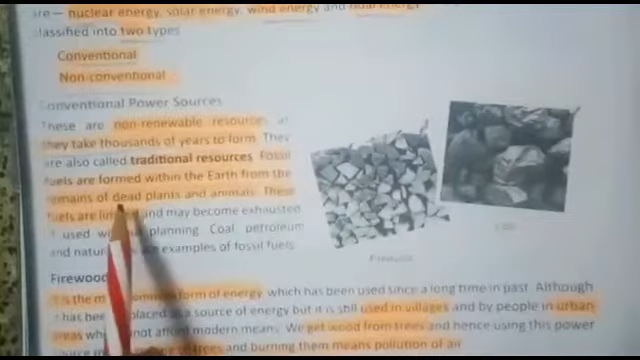 are — nuclear energy, solar energy, wind energy and tidal energy
classified into two types
Conventional
Non-conventional
Conventional Power Sources
These are non-renewable resources as
they take thousands of years to form. They
are also called traditional resources. Fossil
fuels are formed within the Earth from the
remains of dead plants and animals. These
fuels are and may become exhausted
used planning. Coal petroleum
and are examples of fossil fuels.
Firewood
Firewood
is the form of energy which has been used since a long time in past. Although
it has been placed as a source of energy but it is still used in villages and by people in urban
areas who not afford modern means. We get wood from trees and hence using this power
source trees and burning them means pollution of air